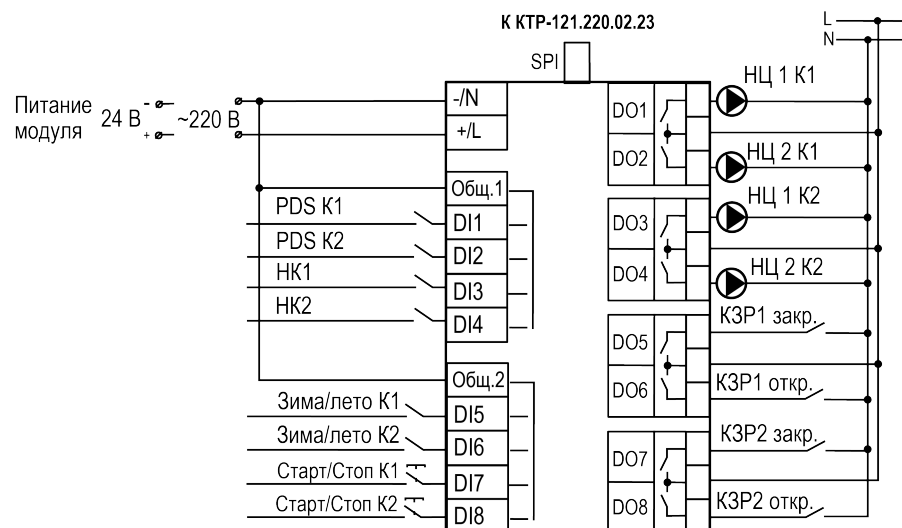 К КТР-121.220.02.23
SPI
L
N
Питание
модуля
24 В
-
+
~220 В
-/N
+/L
Общ.1
PDS К1
DI1
PDS К2
DI2
НК1
DI3
НК2
DI4
Общ.2
Зима/лето К1
DI5
Зима/лето К2
DI6
Старт/Стоп К1
DI7
Старт/Стоп К2
DI8
DO1
НЦ 1 К1
DO2
НЦ 2 К1
DO3
НЦ 1 К2
DO4
НЦ 2 К2
DO5
КЗР1 закр.
DO6
КЗР1 откр.
DO7
КЗР2 закр.
DO8
КЗР2 откр.